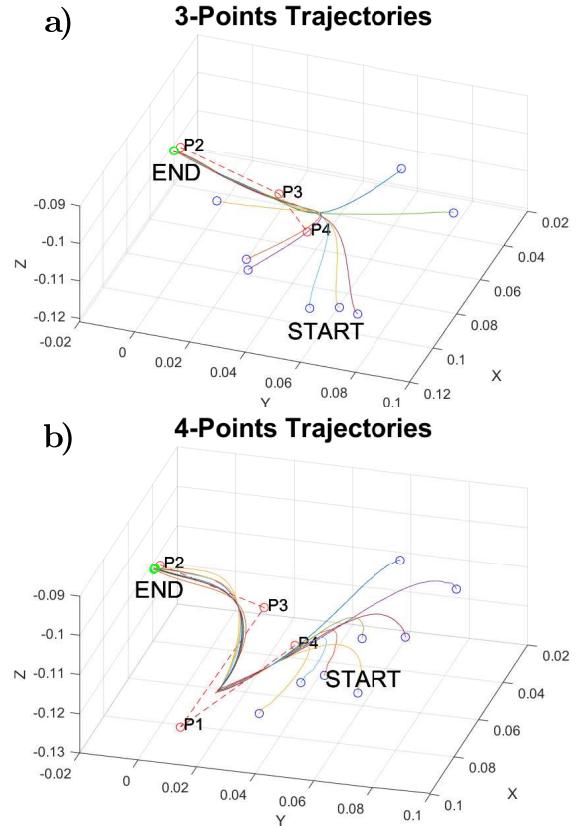 a)
3-Points Trajectories
P2
END
P3
P4
START
-0.09
-0.1
-0.11
-0.12
Z
-0.02
0
0.02
0.04
0.06
0.08
0.1
Y
0.02
0.04
0.06
0.08
0.1
0.12
X
b)
4-Points Trajectories
P2
END
P3
P4
START
P1
-0.09
-0.1
-0.11
-0.12
-0.13
Z
-0.02
0
0.02
0.04
0.06
0.08
0.1
Y
0.02
0.04
0.06
0.08
0.1
X